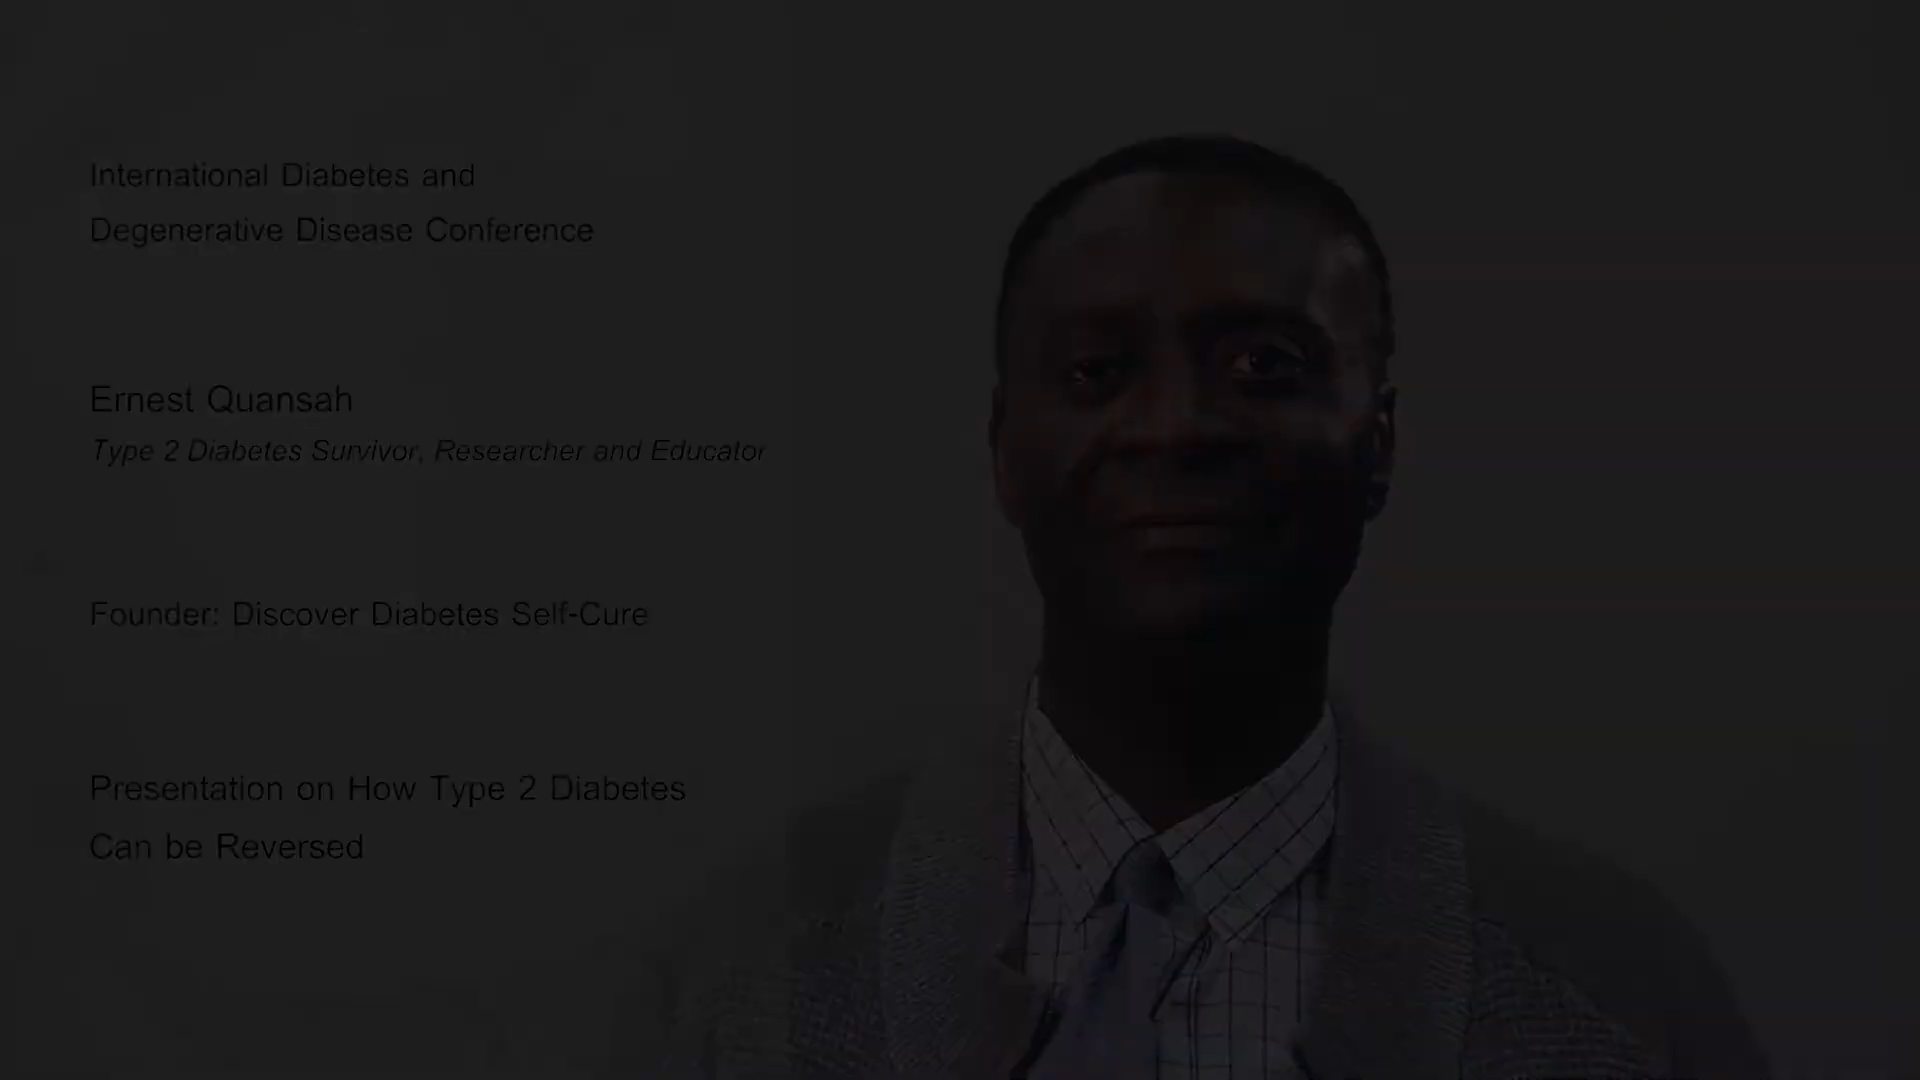 International Diabetes and
Degenerative Disease Conference
Ernest Quansah
Type 2 Diabetes Survivor, Researcher and Educator
Founder: Discover Diabetes Self-Cure
Presentation on How Type 2 Diabetes
Can be Reversed